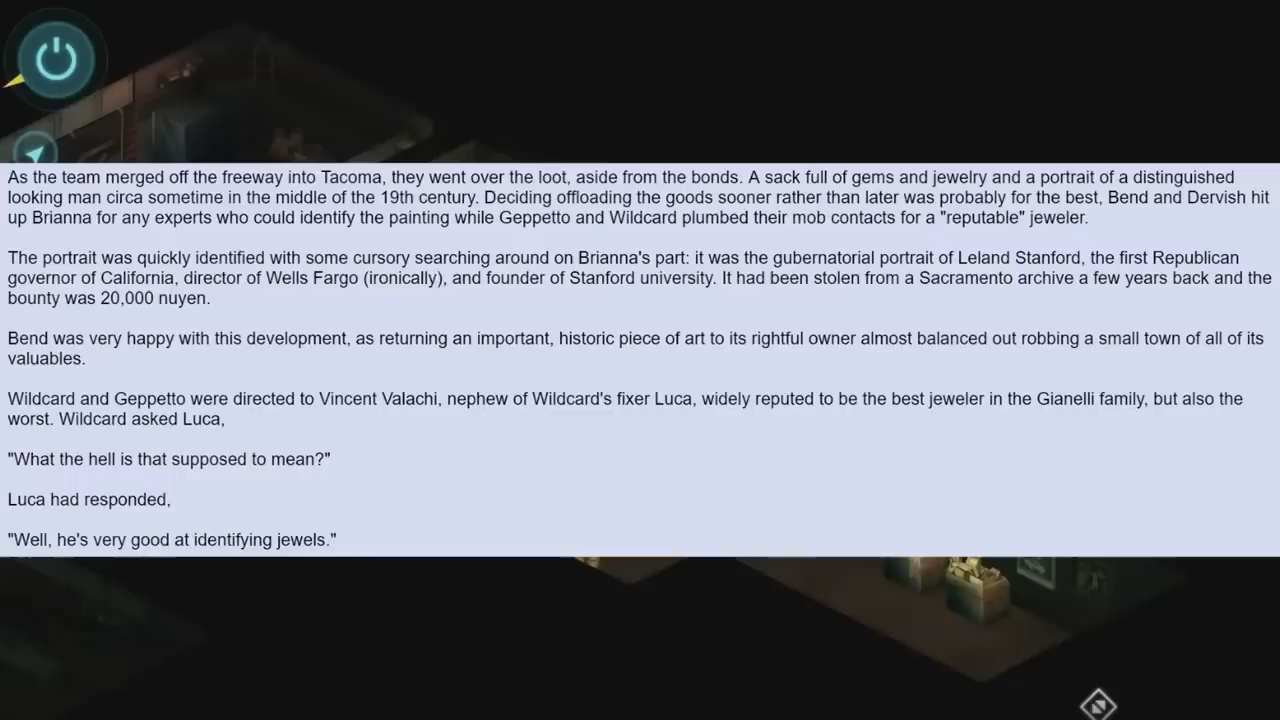 As the team merged off the freeway into Tacoma, they went over the loot, aside from the bonds. A sack full of gems and jewelry and a portrait of a distinguished
looking man circa sometime in the middle of the 19th century. Deciding offloading the goods sooner rather than later was probably for the best, Bend and Dervish hit
up Brianna for any experts who could identify the painting while Geppetto and Wildcard plumbed their mob contacts for a "reputable" jeweler.
The portrait was quickly identified with some cursory searching around on Brianna's part: it was the gubernatorial portrait of Leland Stanford, the first Republican
governor of California, director of Wells Fargo (ironically), and founder of Stanford university. It had been stolen from a Sacramento archive a few years back and the
bounty was 20,000 nuyen.
Bend was very happy with this development, as returning an important, historic piece of art to its rightful owner almost balanced out robbing a small town of all of its
valuables.
Wildcard and Geppetto were directed to Vincent Valachi, nephew of Wildcard's fixer Luca, widely reputed to be the best jeweler in the Gianelli family, but also the
worst. Wildcard asked Luca,
"What the hell is that supposed to mean?"
Luca had responded,
"Well, he's very good at identifying jewels."